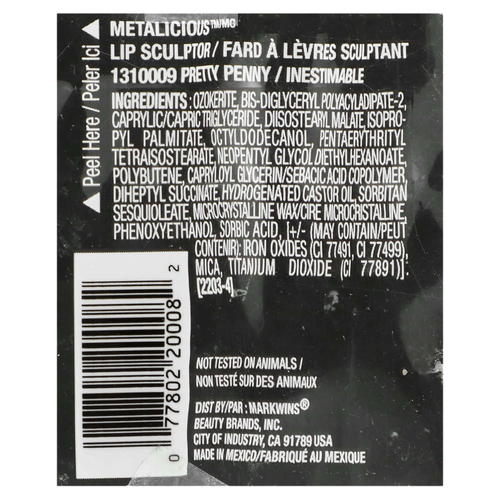 Peel Here / Peler Ici
METALICIOUS™/MC
LIP SCULPTOR/ FARD À LÈVRES SCULPTANT
1310009 PRETTY PENNY / INESTIMABLE
INGREDIENTS: OZOKERITE, BIS-DIGLYCERYL POLYACYLADIPATE-2,
CAPRYLIC/CAPRIC TRIGLYCERIDE, DIISOSTEARYL MALATE, ISOPRO-
PYL PALMITATE, OCTYLDODECANOL, PENTAERYTHRITYL
TETRAISOSTEARATE, NEOPENTYL GLYCOL DIETHYLHEXANOATE,
POLYBUTENE, CAPRYLOYL GLYCERIN/SEBACIC ACID COPOLYMER,
DIHEPTYL SUCCINATE, HYDROGENATED CASTOR OIL, SORBITAN
SESQUIOLEATE, MICROCRYSTALLINE WAX/CIRE MICROCRISTALLINE,
PHENOXYETHANOL, SORBIC ACID, [+/- (MAY CONTAIN/PEUT
CONTENIR): IRON OXIDES (CI 77491, CI 77499),
MICA, TITANIUM DIOXIDE (CI 77891)].
[2203-4]
0 77802 20008 2
NOT TESTED ON ANIMALS /
NON TESTÉ SUR DES ANIMAUX
DIST BY/PAR : MARKWINS®
BEAUTY BRANDS, INC.
CITY OF INDUSTRY, CA 91789 USA
MADE IN MEXICO/FABRIQUÉ AU MEXIQUE